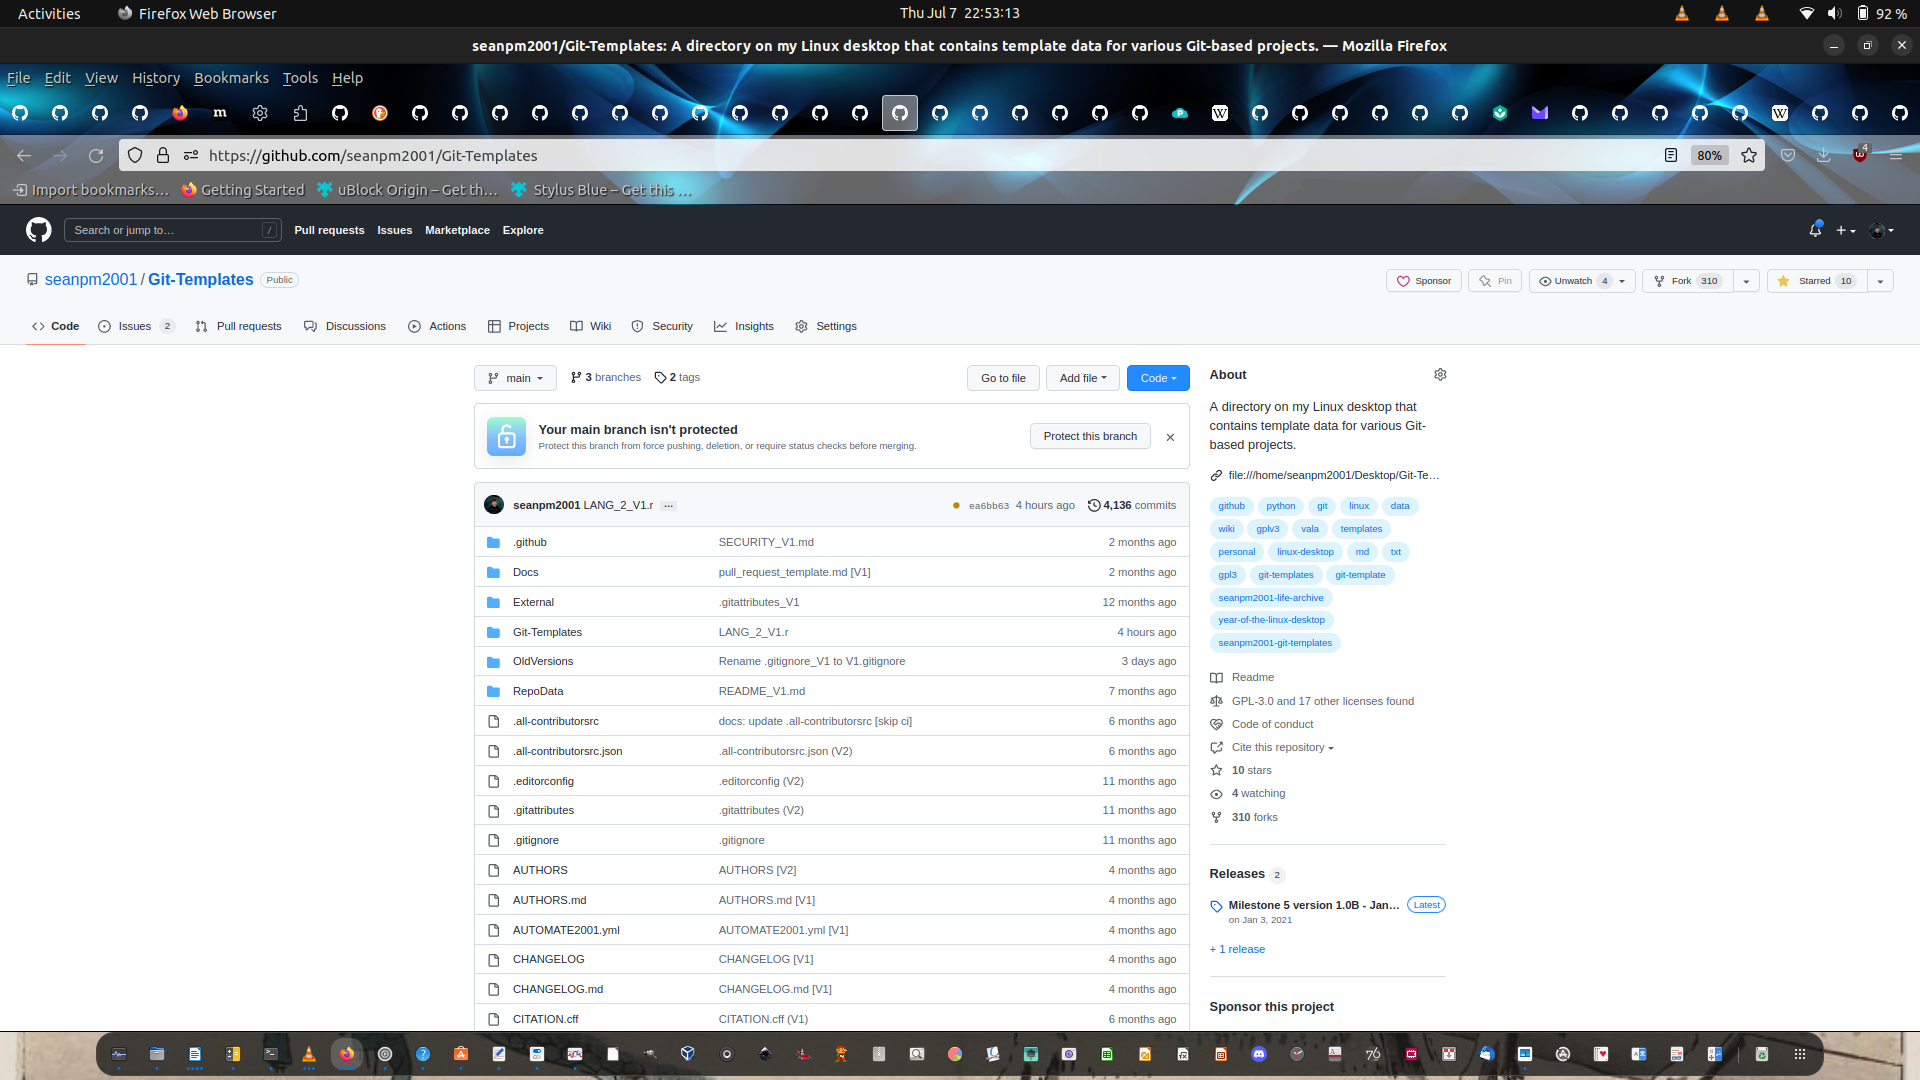 Activities
Firefox Web Browser
Thu Jul 7 22:53:13
92 %
seanpm2001/Git-Templates: A directory on my Linux desktop that contains template data for various Git-based projects. — Mozilla Firefox
File Edit View History Bookmarks Tools Help
https://github.com/seanpm2001/Git-Templates
80%
4
Import bookmarks…
Getting Started
uBlock Origin – Get th…
Stylus Blue – Get this …
Search or jump to…
/
Pull requests
Issues
Marketplace
Explore
seanpm2001 / Git-Templates
Public
Sponsor
Pin
Unwatch 4
Fork 310
Starred 10
Code
Issues 2
Pull requests
Discussions
Actions
Projects
Wiki
Security
Insights
Settings
main
3 branches
2 tags
Go to file
Add file
Code
Your main branch isn't protected
Protect this branch from force pushing, deletion, or require status checks before merging.
Protect this branch
seanpm2001 LANG_2_V1.r …
ea6bb63 4 hours ago
4,136 commits
.github SECURITY_V1.md 2 months ago
Docs pull_request_template.md [V1] 2 months ago
External .gitattributes_V1 12 months ago
Git-Templates LANG_2_V1.r 4 hours ago
OldVersions Rename .gitignore_V1 to V1.gitignore 3 days ago
RepoData README_V1.md 7 months ago
.all-contributorsrc docs: update .all-contributorsrc [skip ci] 6 months ago
.all-contributorsrc.json .all-contributorsrc.json (V2) 6 months ago
.editorconfig .editorconfig (V2) 11 months ago
.gitattributes .gitattributes (V2) 11 months ago
.gitignore .gitignore 11 months ago
AUTHORS AUTHORS [V2] 4 months ago
AUTHORS.md AUTHORS.md [V1] 4 months ago
AUTOMATE2001.yml AUTOMATE2001.yml [V1] 4 months ago
CHANGELOG CHANGELOG [V1] 4 months ago
CHANGELOG.md CHANGELOG.md [V1] 4 months ago
CITATION.cff CITATION.cff (V1) 6 months ago
About
A directory on my Linux desktop that
contains template data for various Git-
based projects.
file:///home/seanpm2001/Desktop/Git-Te…
github python git linux data
wiki gplv3 vala templates
personal linux-desktop md txt
gpl3 git-templates git-template
seanpm2001-life-archive
year-of-the-linux-desktop
seanpm2001-git-templates
Readme
GPL-3.0 and 17 other licenses found
Code of conduct
Cite this repository
10 stars
4 watching
310 forks
Releases 2
Milestone 5 version 1.0B - Jan… Latest
on Jan 3, 2021
+ 1 release
Sponsor this project